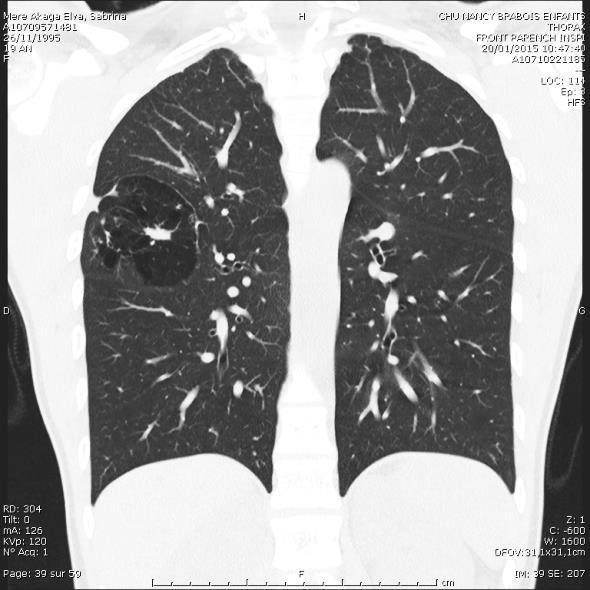 Mere Akaga Elva, Sabrina
A10709571481
26/11/1995
19 AN
F
H
CHU NANCY BRABOIS ENFANTS
THORAX
FRONT PARENCH INSPI
20/01/2015 10:47:40
A10710221185
--
LOC: 114
Ep: 3
HFS
D
G
RD: 304
Tilt: 0
mA: 126
KVp: 120
N° Acq: 1
Page: 39 sur 59
F
cm
Z: 1
C: -600
W: 1600
DFOV:31,1x31,1cm
IM: 39 SE: 207